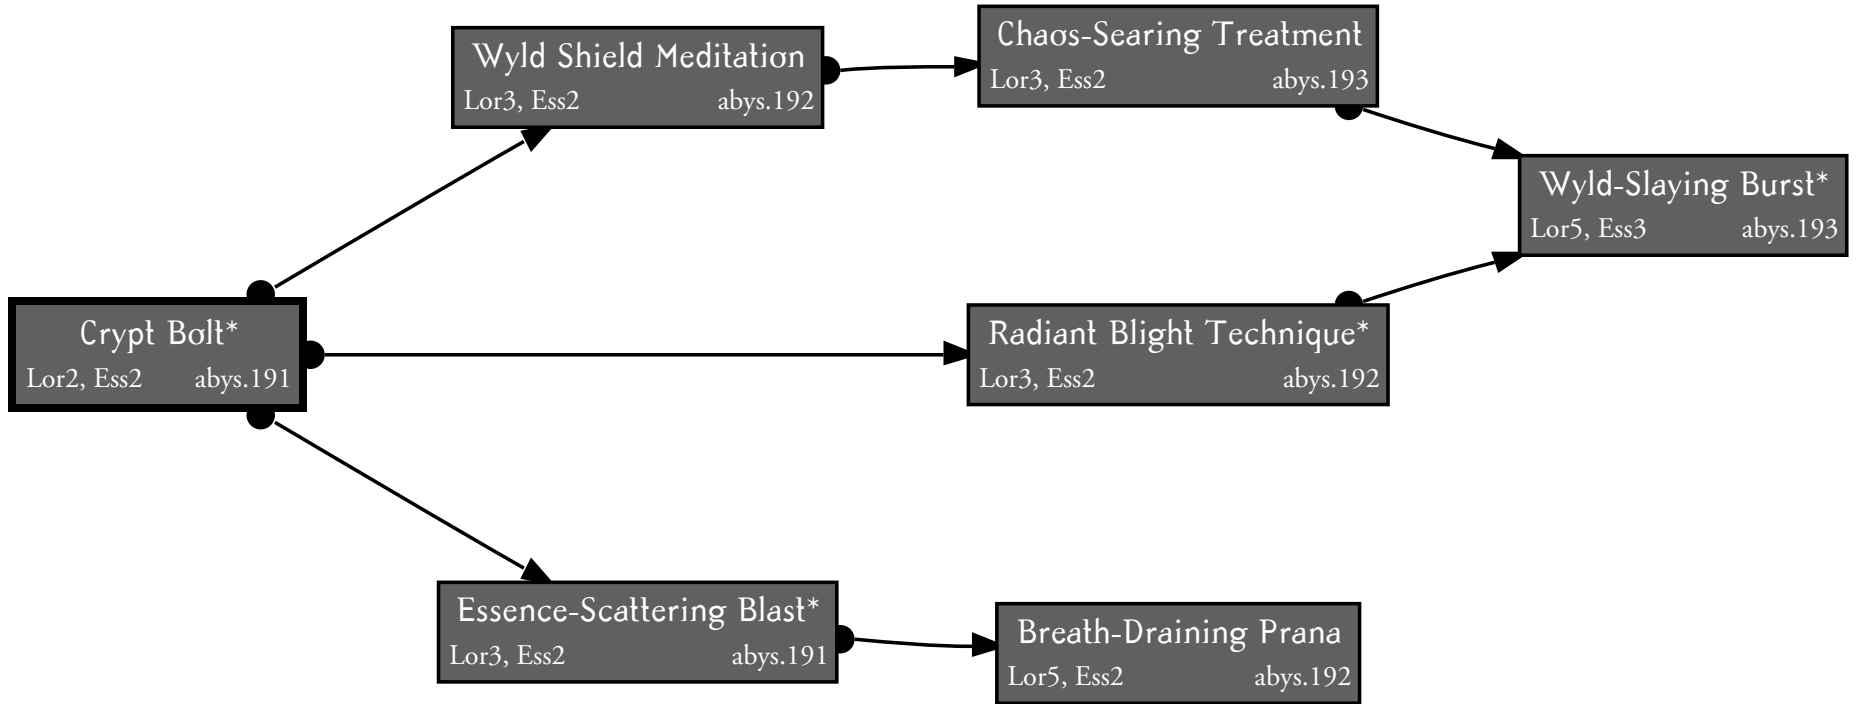 Wyld Shield Meditation
Lor3, Ess2 abys.192
Chaos-Searing Treatment
Lor3, Ess2 abys.193
Wyld-Slaying Burst*
Lor5, Ess3 abys.193
Crypt Bolt*
Lor2, Ess2 abys.191
Radiant Blight Technique*
Lor3, Ess2 abys.192
Essence-Scattering Blast*
Lor3, Ess2 abys.191
Breath-Draining Prana
Lor5, Ess2 abys.192